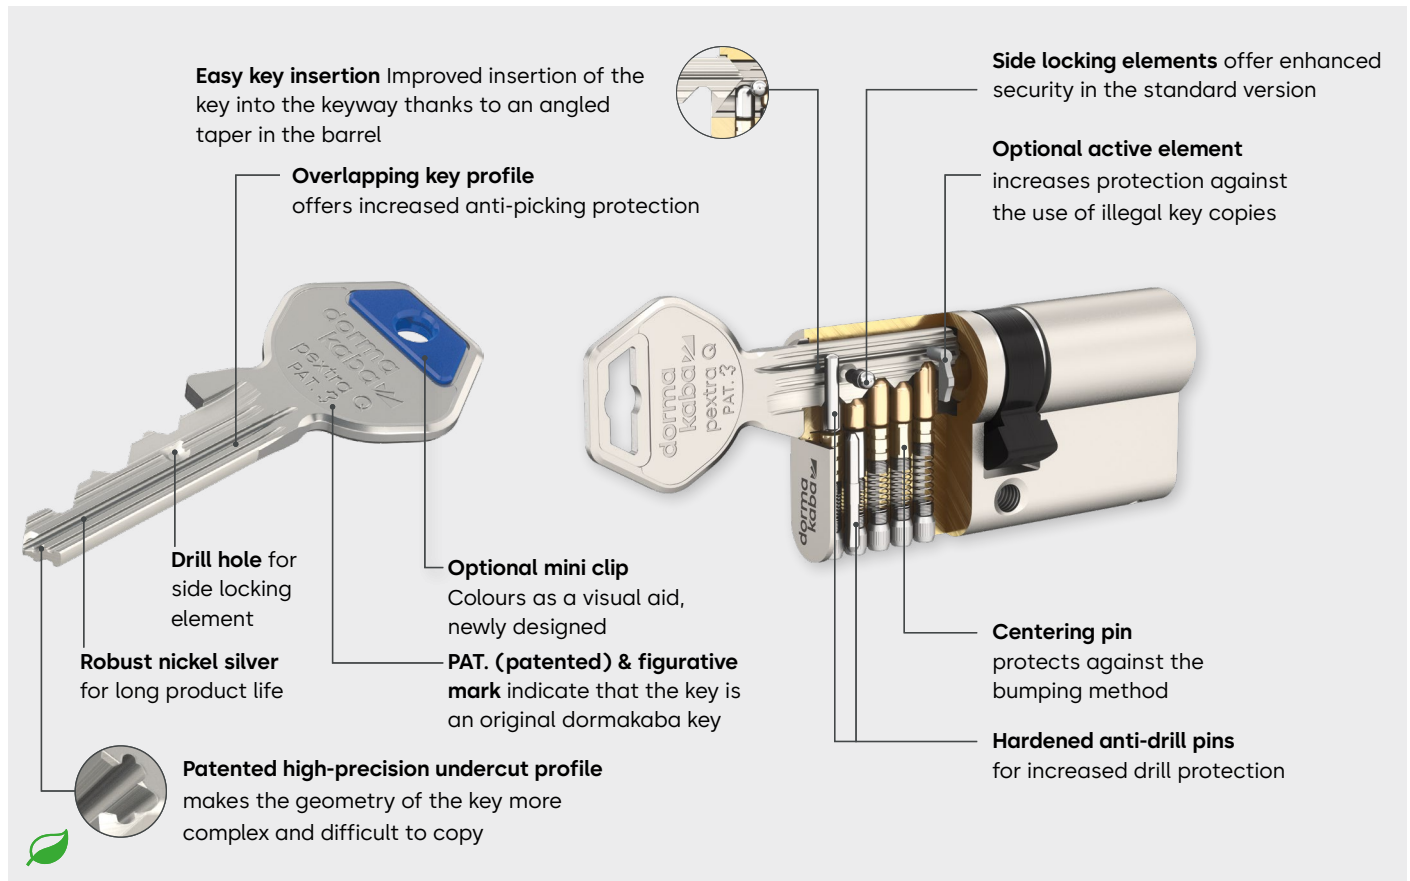 Easy key insertion Improved insertion of the
key into the keyway thanks to an angled
taper in the barrel
Side locking elements offer enhanced
security in the standard version
Optional active element
increases protection against
the use of illegal key copies
Overlapping key profile
offers increased anti-picking protection
dorma
kaba
pextra Q
PAT. 3
dorma
kaba
pextra Q
PAT. 3
dorma
kaba
Drill hole for
side locking
element
Optional mini clip
Colours as a visual aid,
newly designed
Robust nickel silver
for long product life
PAT. (patented) & figurative
mark indicate that the key is
an original dormakaba key
Centering pin
protects against the
bumping method
Hardened anti-drill pins
for increased drill protection
Patented high-precision undercut profile
makes the geometry of the key more
complex and difficult to copy